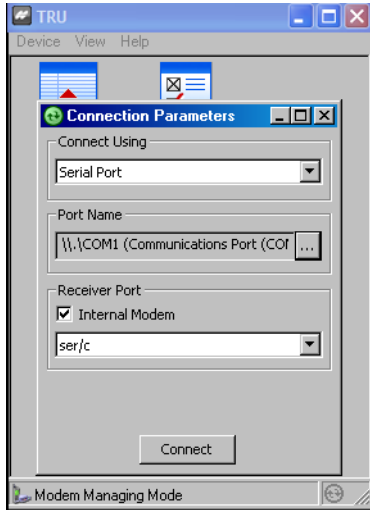 TRU
Device View Help
Connection Parameters
Connect Using
Serial Port
Port Name
\\.\COM1 (Communications Port (COM
...
Receiver Port
Internal Modem
ser/c
Connect
Modem Managing Mode